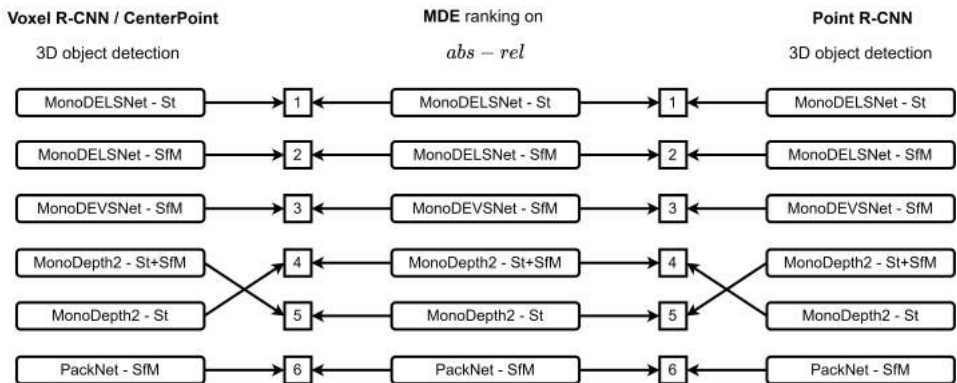 Voxel R-CNN / CenterPoint MDE ranking on Point R-CNN
3D object detection abs − rel 3D object detection
MonoDELSNet - St 1 MonoDELSNet - St 1 MonoDELSNet - St
MonoDELSNet - SfM 2 MonoDELSNet - SfM 2 MonoDELSNet - SfM
MonoDEVSNet - SfM 3 MonoDEVSNet - SfM 3 MonoDEVSNet - SfM
MonoDepth2 - St+SfM 4 MonoDepth2 - St+SfM 4 MonoDepth2 - St+SfM
MonoDepth2 - St 5 MonoDepth2 - St 5 MonoDepth2 - St
PackNet - SfM 6 PackNet - SfM 6 PackNet - SfM